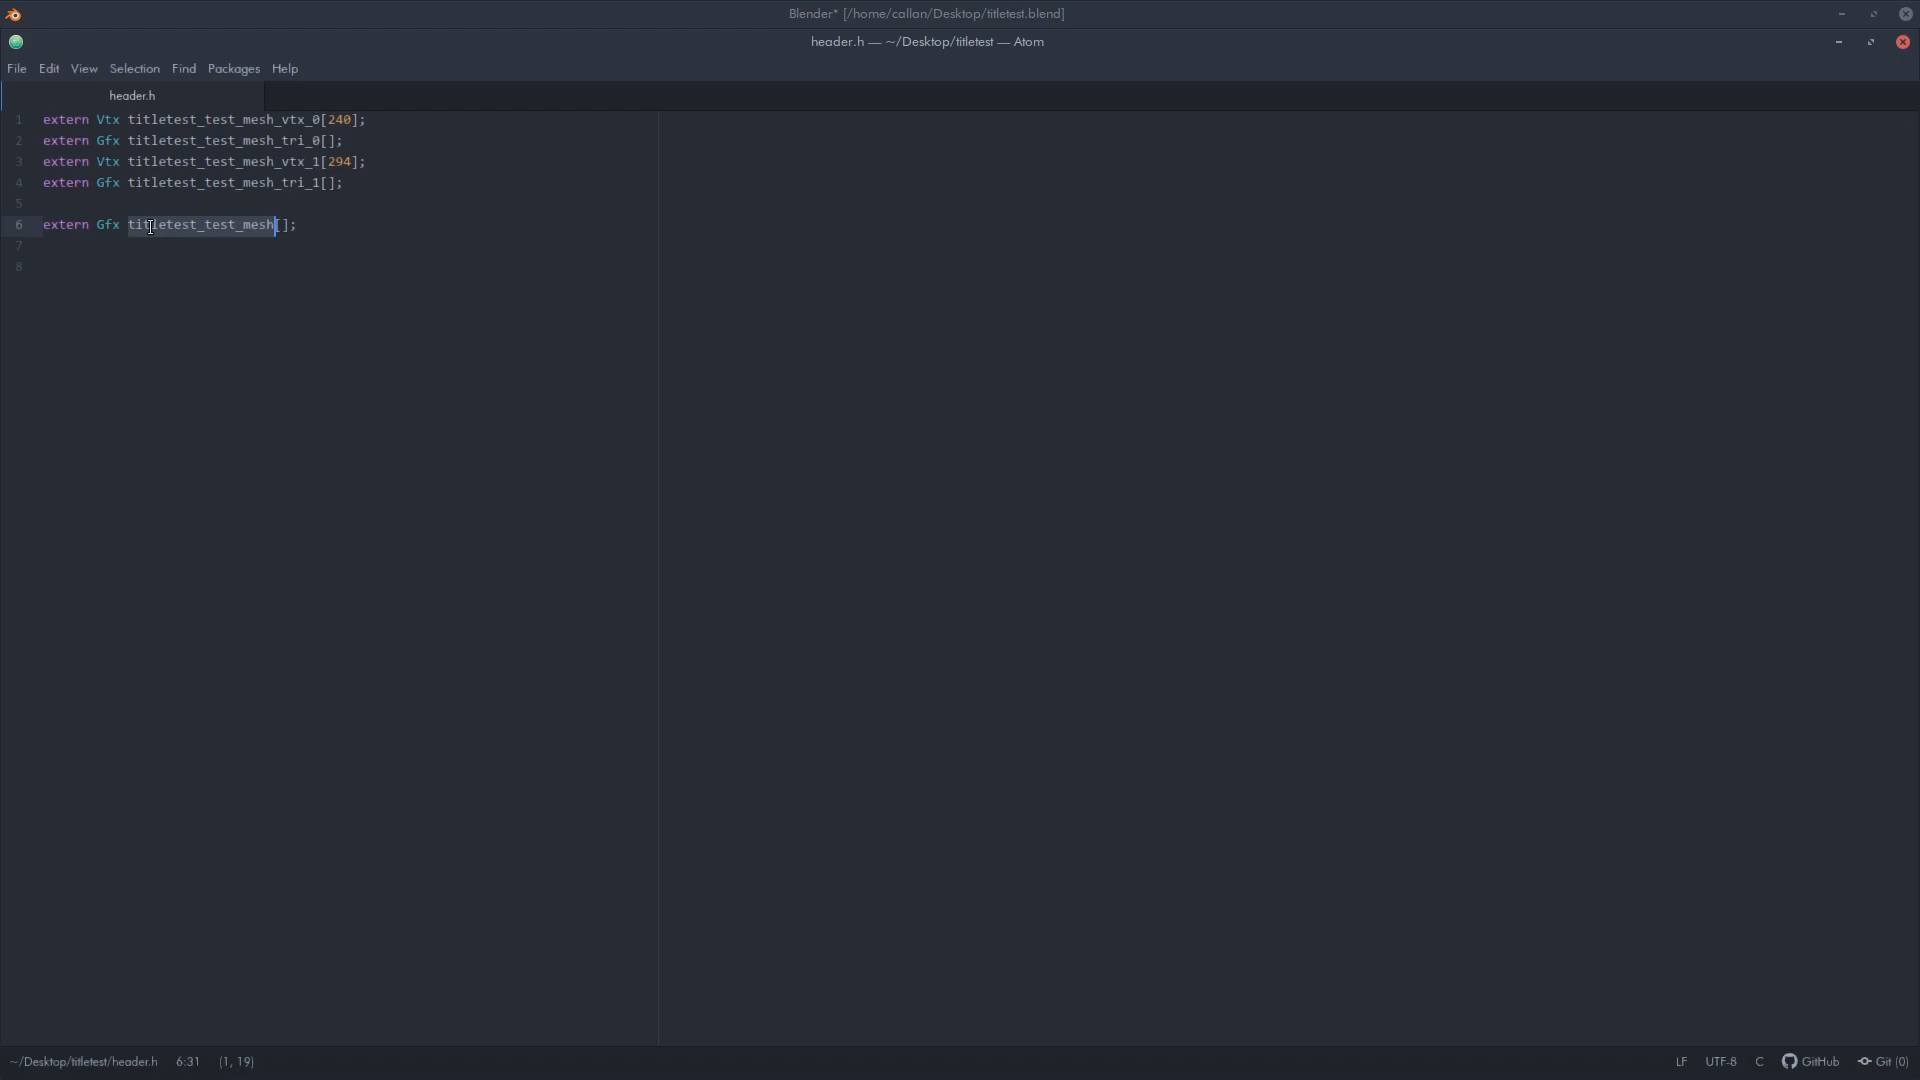 Blender* [/home/callan/Desktop/titletest.blend]
header.h — ~/Desktop/titletest — Atom
File Edit View Selection Find Packages Help
header.h
1 extern Vtx titletest_test_mesh_vtx_0[240];
2 extern Gfx titletest_test_mesh_tri_0[];
3 extern Vtx titletest_test_mesh_vtx_1[294];
4 extern Gfx titletest_test_mesh_tri_1[];
5
6 extern Gfx titletest_test_mesh[];
7
8
~/Desktop/titletest/header.h 6:31 (1, 19) LF UTF-8 C GitHub Git (0)